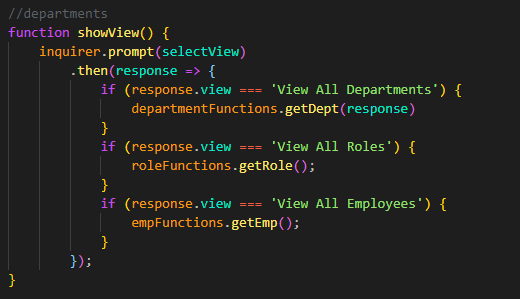 //departments
function showView() {
    inquirer.prompt(selectView)
        .then(response => {
            if (response.view === 'View All Departments') {
                departmentFunctions.getDept(response)
            }
            if (response.view === 'View All Roles') {
                roleFunctions.getRole();
            }
            if (response.view === 'View All Employees') {
                empFunctions.getEmp();
            }
        });
}